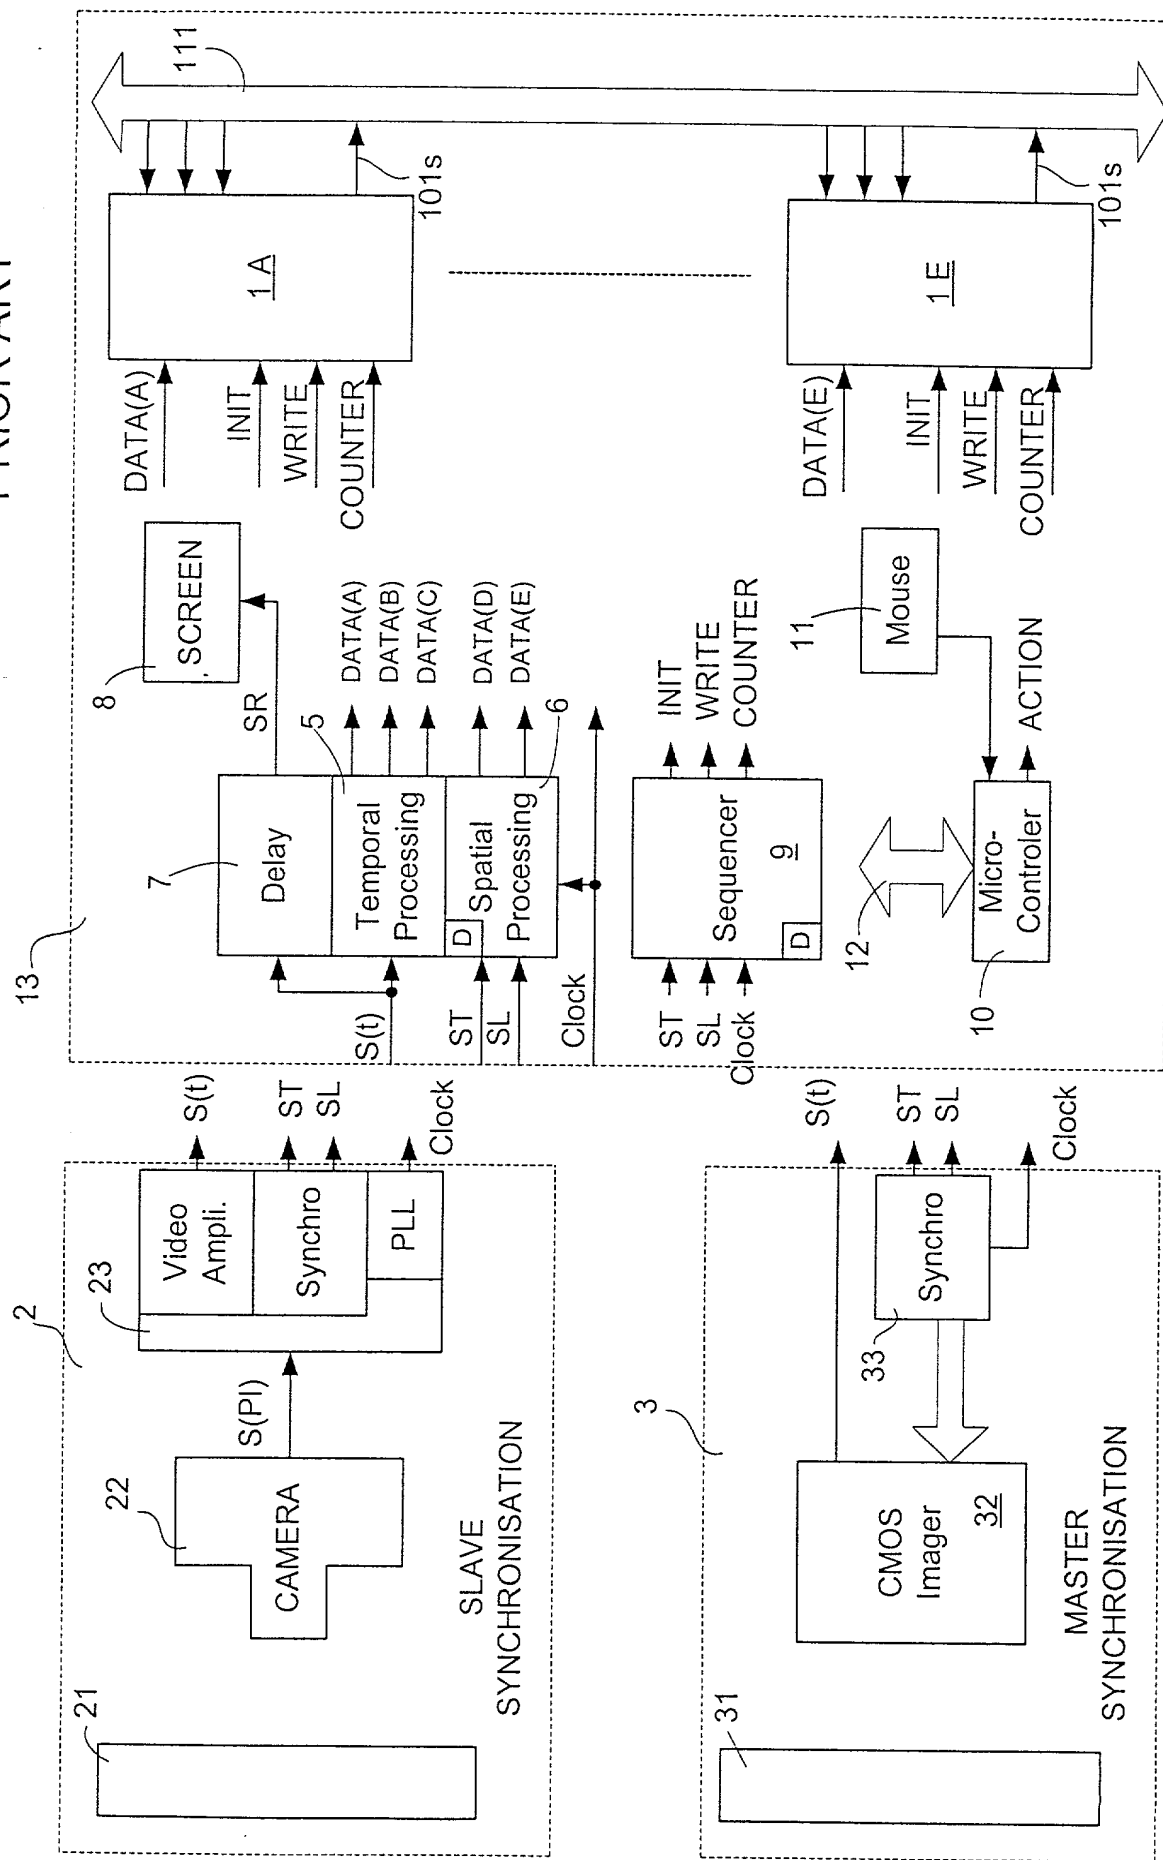 PRIOR ART
13
7
Delay
5
Temporal
Processing
D
Spatial
Processing
6
SR
8
SCREEN
DATA(A)
DATA(B)
DATA(C)
DATA(D)
DATA(E)
S(t)
ST
SL
Clock
DATA(A)
INIT
WRITE
COUNTER
1A
101s
111
ST
SL
Clock
Sequencer
9
D
INIT
WRITE
COUNTER
12
10
Micro-
Controler
ACTION
11
Mouse
DATA(E)
INIT
WRITE
COUNTER
1E
101s
2
21
22
CAMERA
S(PI)
23
Video
Ampli.
Synchro
PLL
S(t)
ST
SL
Clock
SLAVE
SYNCHRONISATION
3
31
CMOS
Imager
32
33
Synchro
S(t)
ST
SL
Clock
MASTER
SYNCHRONISATION